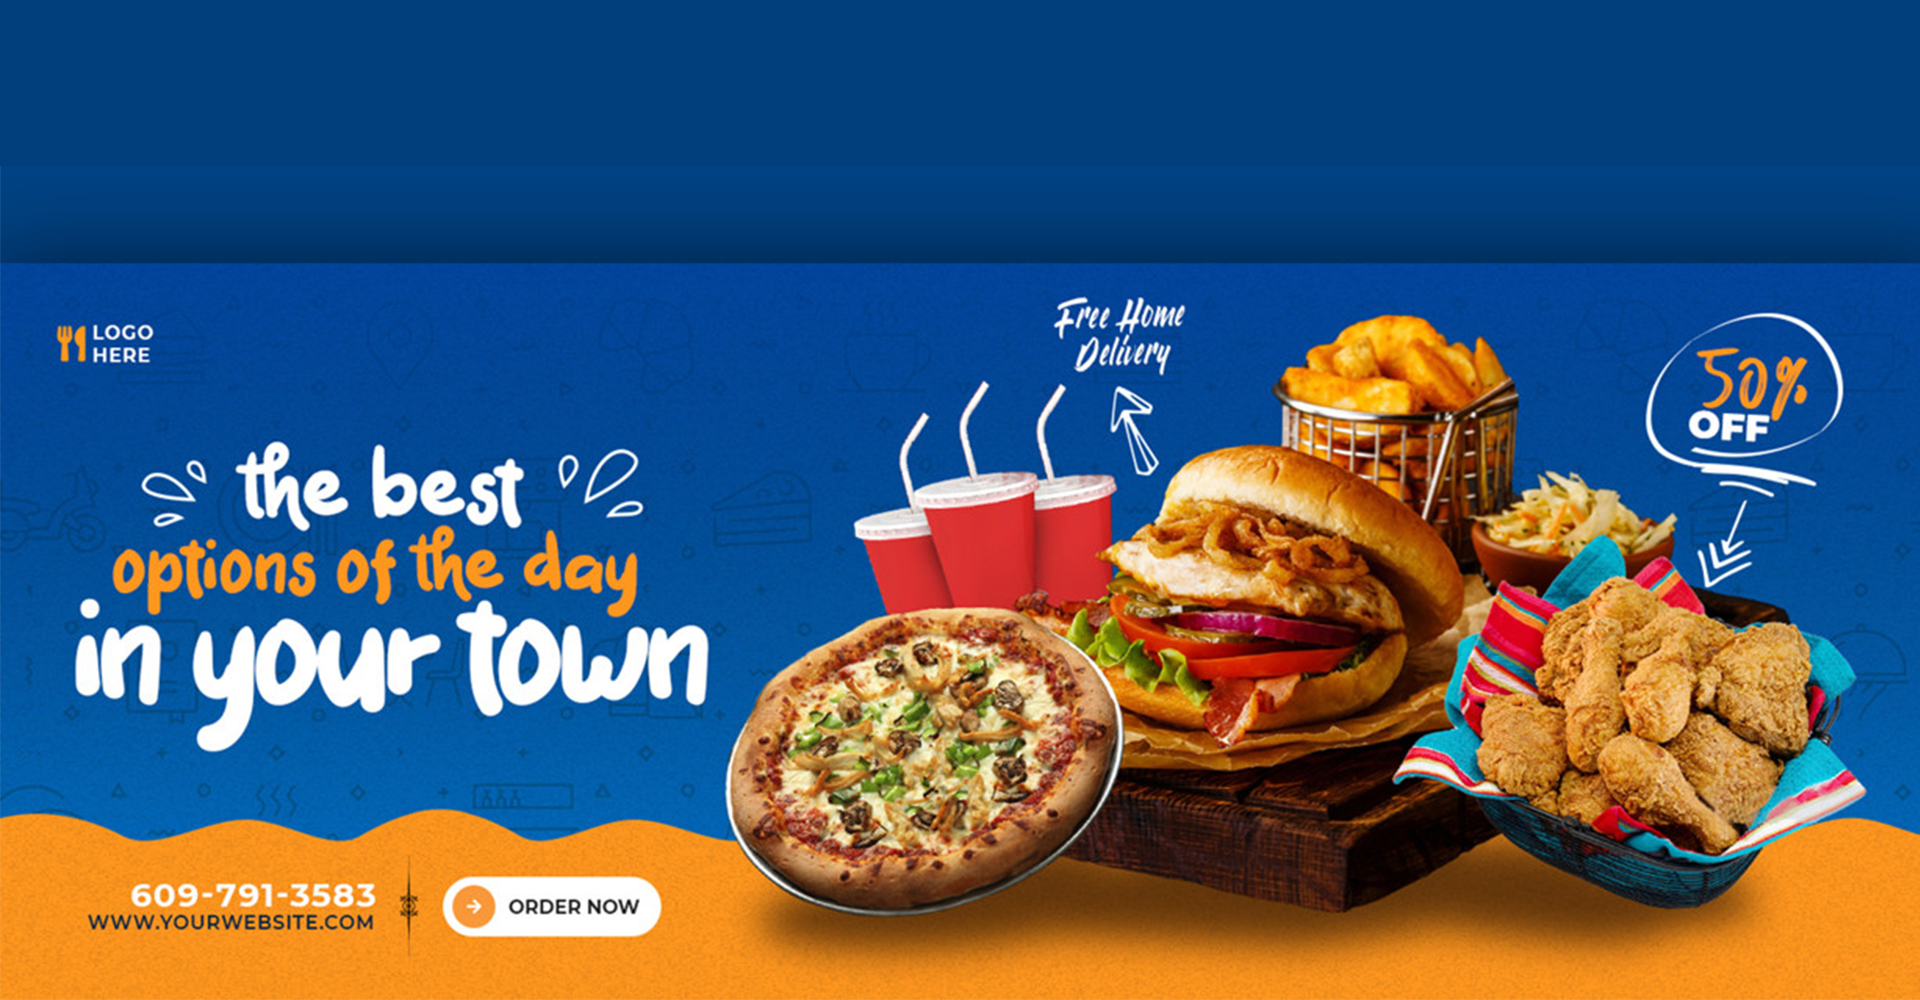 LOGO
HERE
the best
options of the day
in your town
609-791-3583
WWW.YOURWEBSITE.COM
ORDER NOW
Free Home
Delivery
50%
OFF